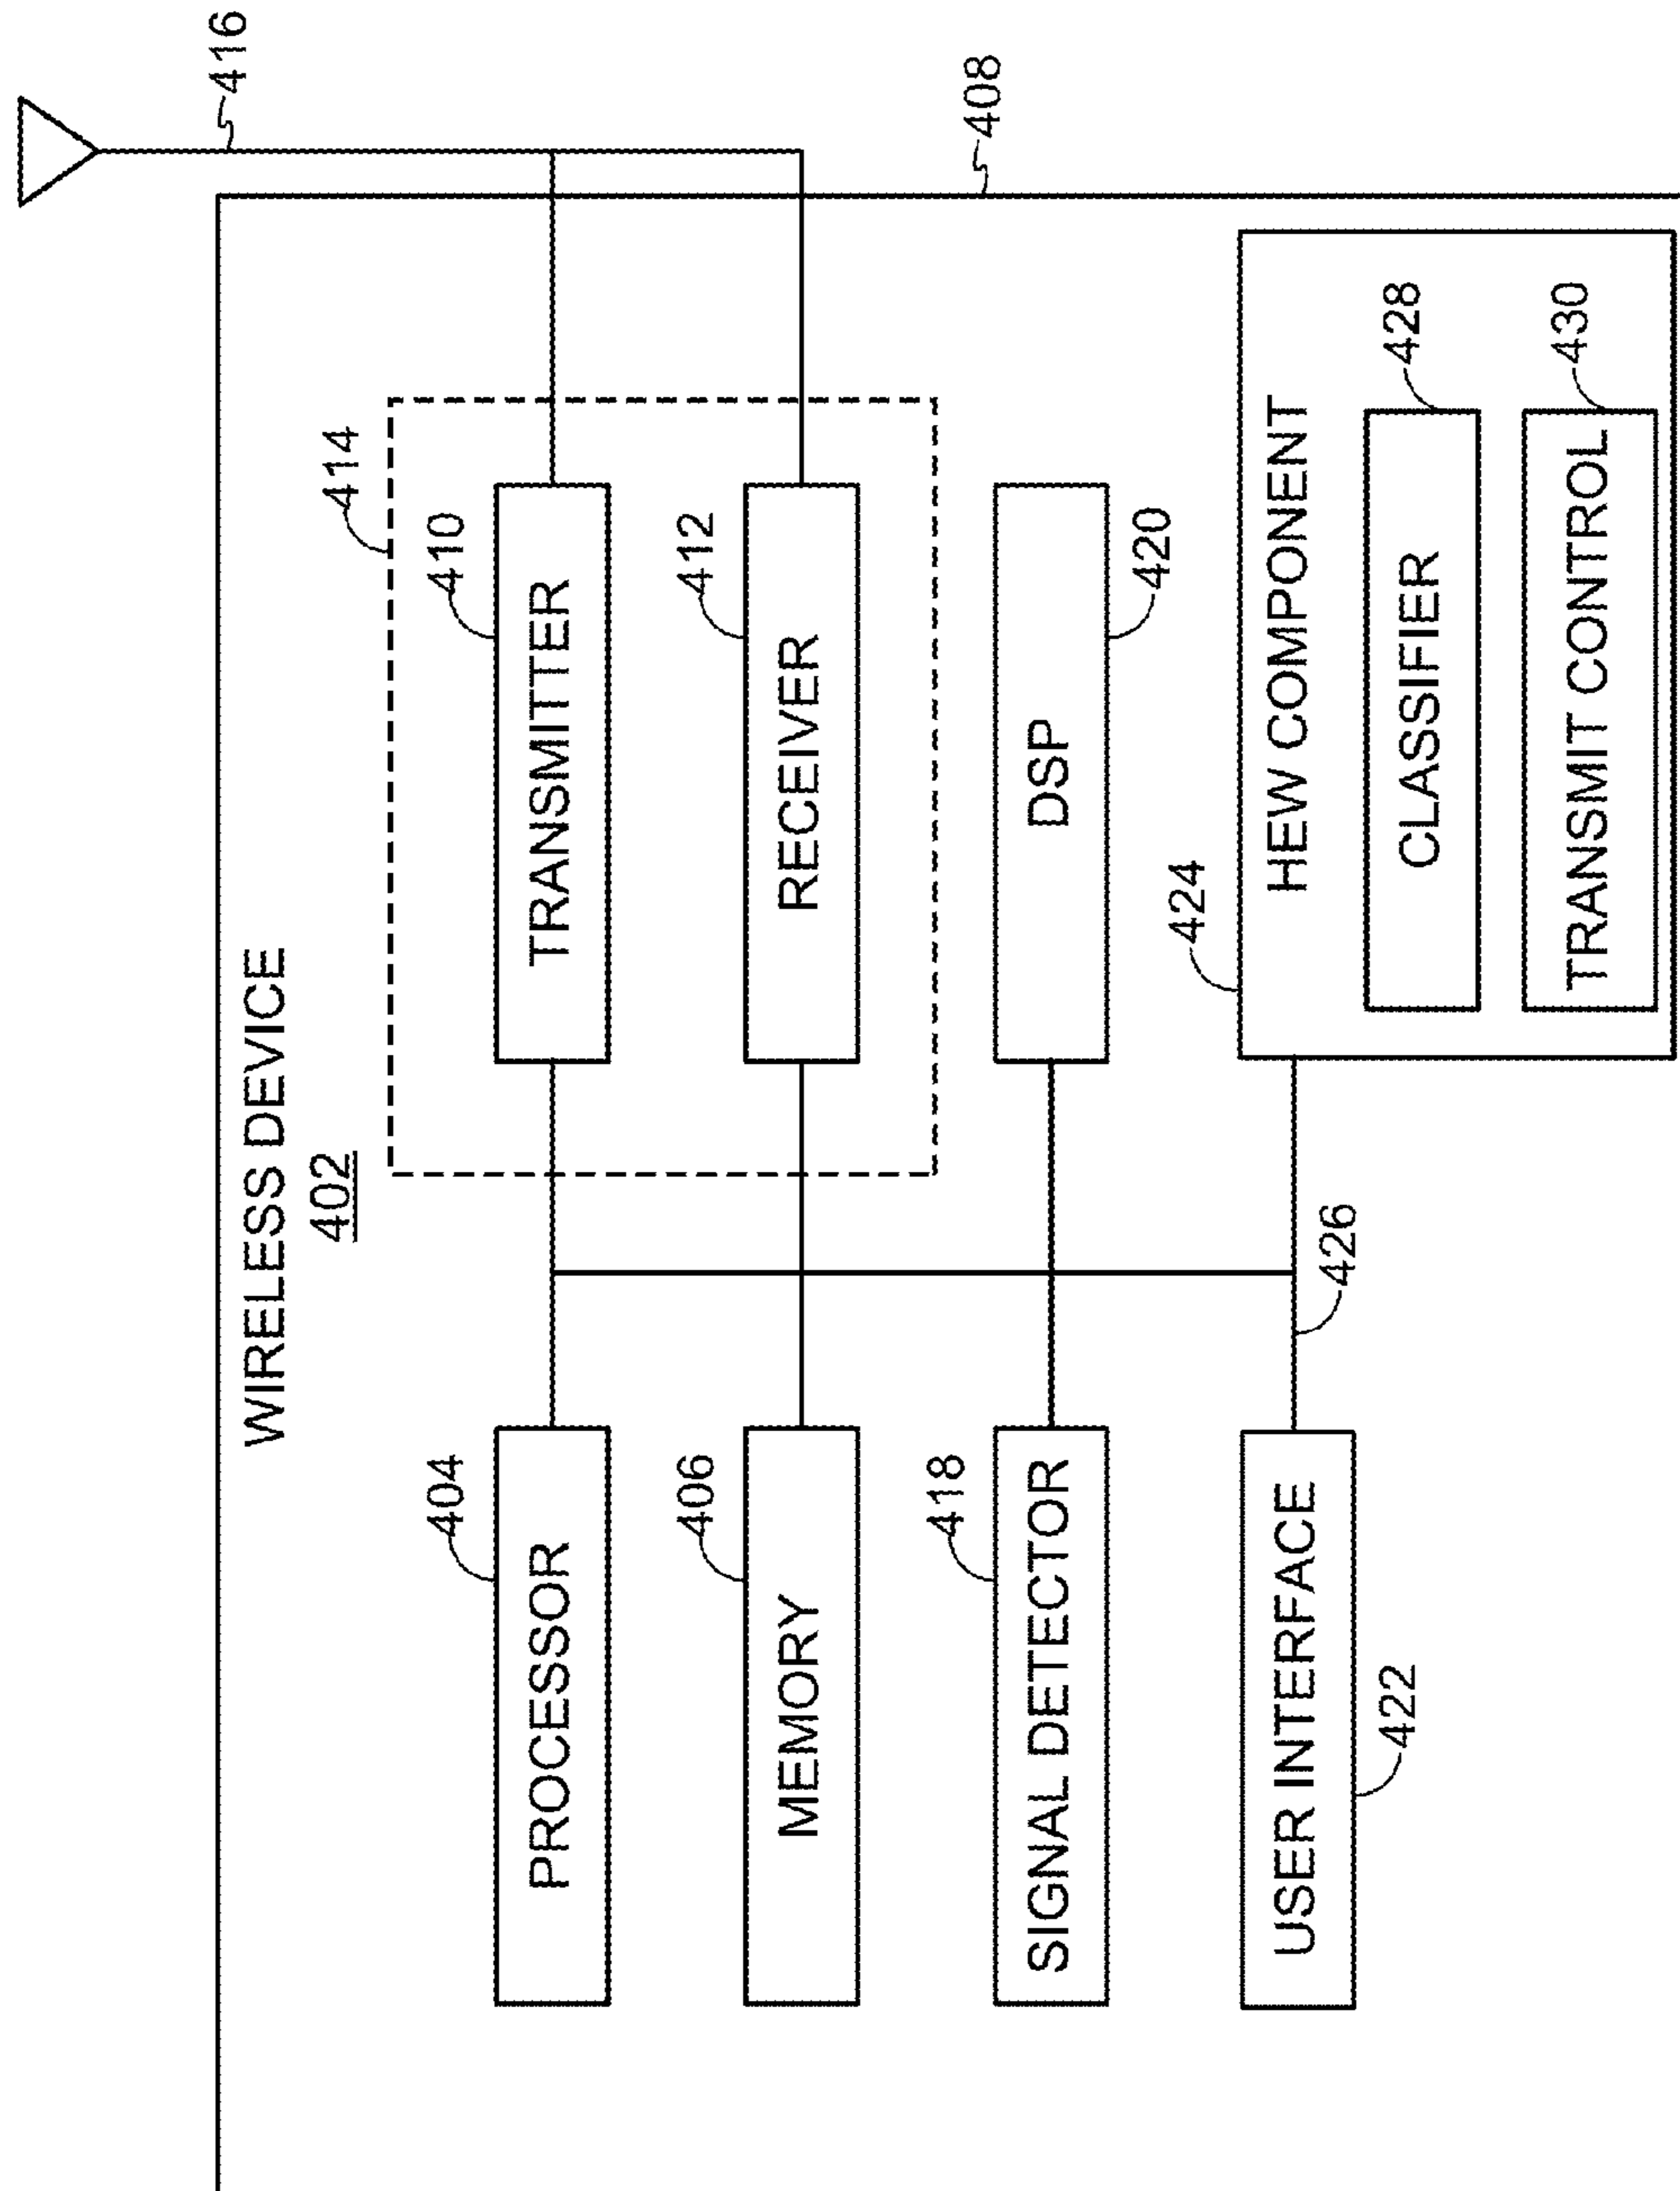 WIRELESS DEVICE
402
416
408
414
404
PROCESSOR
410
TRANSMITTER
406
MEMORY
412
RECEIVER
418
SIGNAL DETECTOR
DSP
420
USER INTERFACE
422
426
424
HEW COMPONENT
CLASSIFIER
428
TRANSMIT CONTROL
430